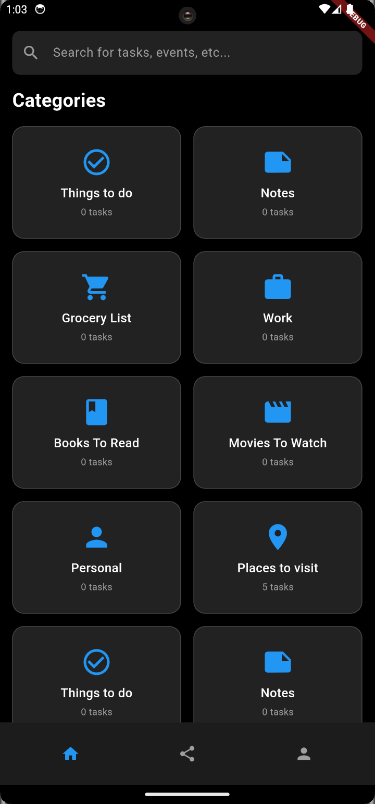 1:03
DEBUG
Search for tasks, events, etc...
Categories
Things to do
0 tasks
Notes
0 tasks
Grocery List
0 tasks
Work
0 tasks
Books To Read
0 tasks
Movies To Watch
0 tasks
Personal
0 tasks
Places to visit
5 tasks
Things to do
0 tasks
Notes
0 tasks